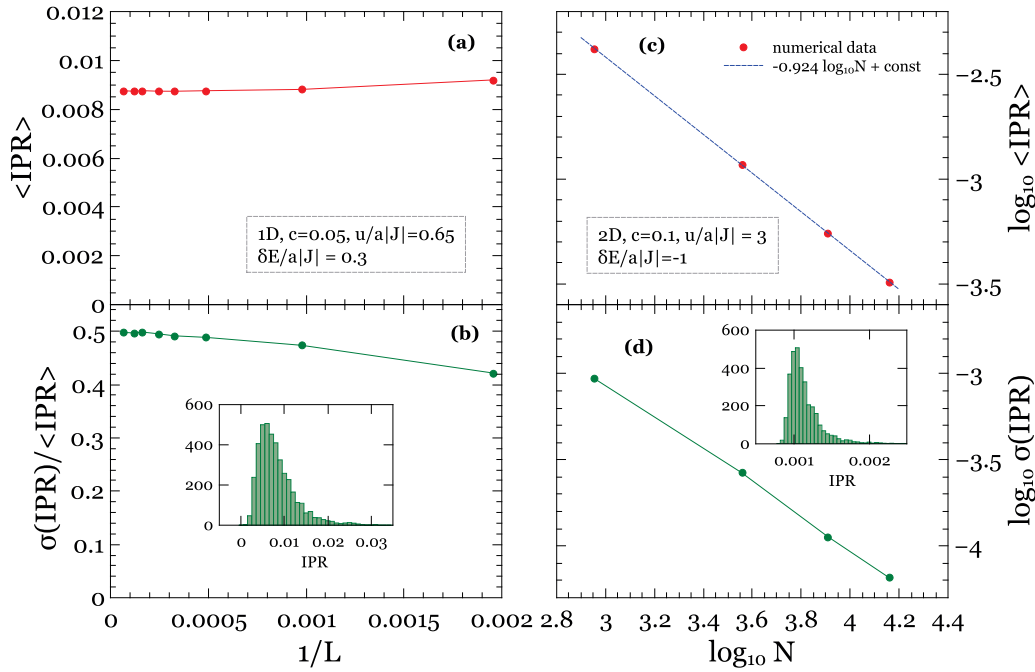 (a)
<IPR>
0.012
0.01
0.008
0.006
0.004
0.002
0
1D, c=0.05, u/a|J|=0.65
δE/a|J| = 0.3
(b)
σ(IPR)/<IPR>
0.5
0.4
0.3
0.2
0.1
0
600
400
200
0
0 0.01 0.02 0.03
IPR
0 0.0005 0.001 0.0015 0.002
1/L
(c)
numerical data
-0.924 log₁₀N + const
2D, c=0.1, u/a|J| = 3
δE/a|J|=-1
−2.5
−3
−3.5
log₁₀ <IPR>
(d)
600
400
200
0
0.001 0.002
IPR
−3
−3.5
−4
log₁₀ σ(IPR)
2.8 3 3.2 3.4 3.6 3.8 4 4.2 4.4
log₁₀ N